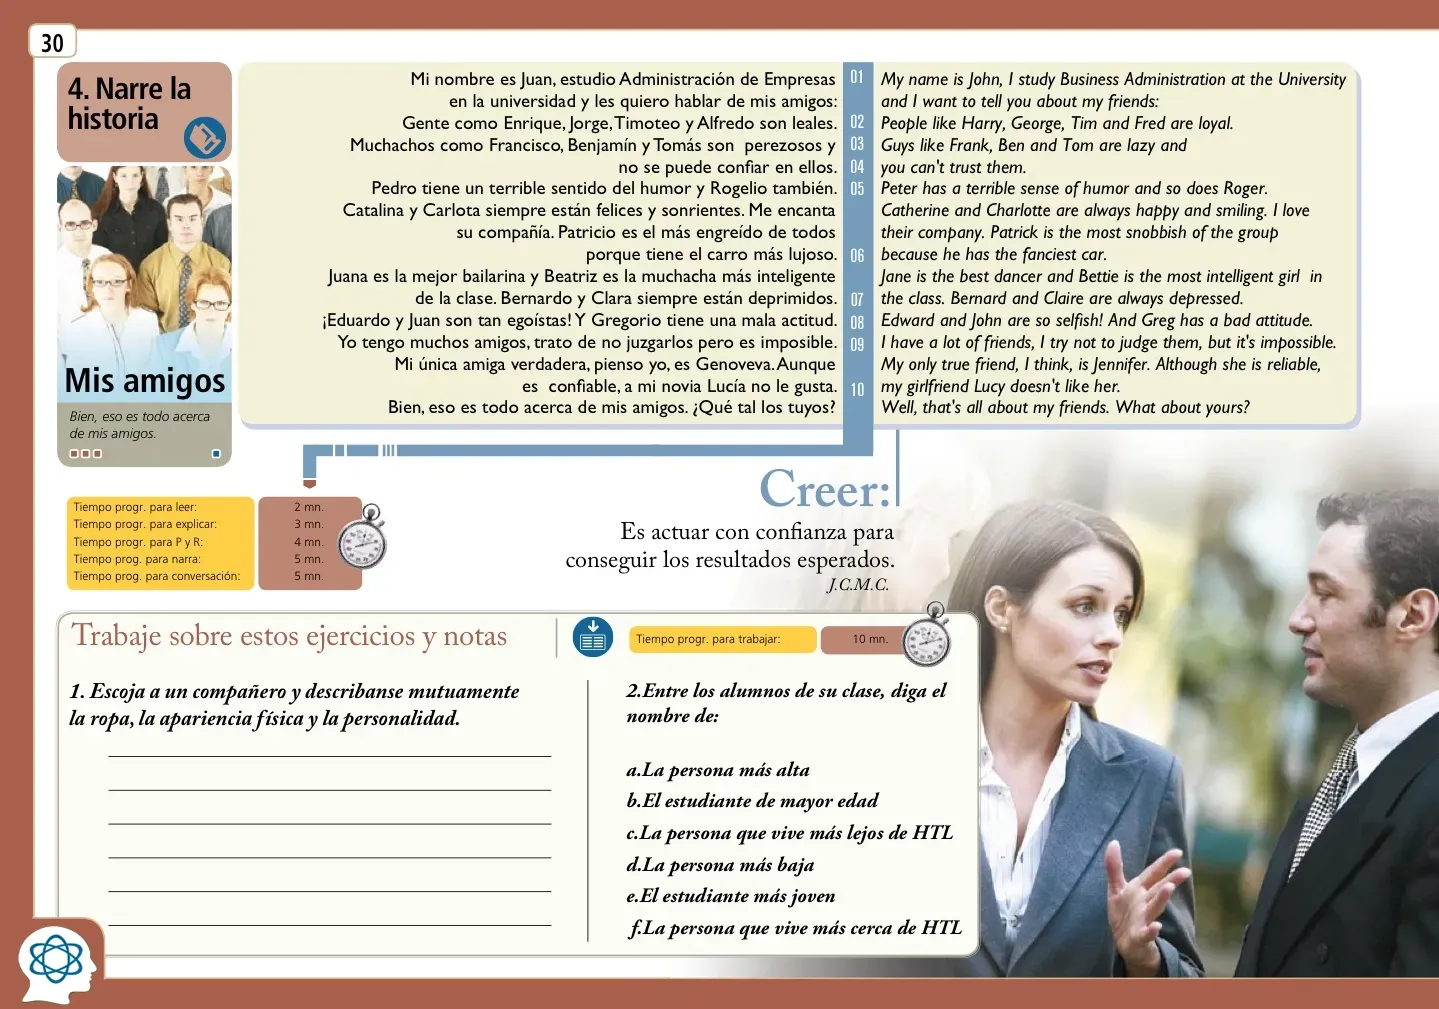 30
4. Narre la
historia
Mis amigos
Bien, eso es todo acerca
de mis amigos.
Mi nombre es Juan, estudio Administración de Empresas
en la universidad y les quiero hablar de mis amigos:
Gente como Enrique, Jorge, Timoteo y Alfredo son leales.
Muchachos como Francisco, Benjamín y Tomás son perezosos y
no se puede confiar en ellos.
Pedro tiene un terrible sentido del humor y Rogelio también.
Catalina y Carlota siempre están felices y sonrientes. Me encanta
su compañía. Patricio es el más engreído de todos
porque tiene el carro más lujoso.
Juana es la mejor bailarina y Beatriz es la muchacha más inteligente
de la clase. Bernardo y Clara siempre están deprimidos.
¡Eduardo y Juan son tan egoístas! Y Gregorio tiene una mala actitud.
Yo tengo muchos amigos, trato de no juzgarlos pero es imposible.
Mi única amiga verdadera, pienso yo, es Genoveva. Aunque
es confiable, a mi novia Lucía no le gusta.
Bien, eso es todo acerca de mis amigos. ¿Qué tal los tuyos?
01
02
03
04
05
06
07
08
09
10
My name is John, I study Business Administration at the University
and I want to tell you about my friends:
People like Harry, George, Tim and Fred are loyal.
Guys like Frank, Ben and Tom are lazy and
you can't trust them.
Peter has a terrible sense of humor and so does Roger.
Catherine and Charlotte are always happy and smiling. I love
their company. Patrick is the most snobbish of the group
because he has the fanciest car.
Jane is the best dancer and Bettie is the most intelligent girl in
the class. Bernard and Claire are always depressed.
Edward and John are so selfish! And Greg has a bad attitude.
I have a lot of friends, I try not to judge them, but it's impossible.
My only true friend, I think, is Jennifer. Although she is reliable,
my girlfriend Lucy doesn't like her.
Well, that's all about my friends. What about yours?
Tiempo progr. para leer: 2 mn.
Tiempo progr. para explicar: 3 mn.
Tiempo progr. para P y R: 4 mn.
Tiempo prog. para narra: 5 mn.
Tiempo prog. para conversación: 5 mn.
Creer:
Es actuar con confianza para
conseguir los resultados esperados.
J.C.M.C.
Trabaje sobre estos ejercicios y notas
Tiempo progr. para trabajar: 10 mn.
1. Escoja a un compañero y describanse mutuamente
la ropa, la apariencia física y la personalidad.
2.Entre los alumnos de su clase, diga el
nombre de:
a.La persona más alta
b.El estudiante de mayor edad
c.La persona que vive más lejos de HTL
d.La persona más baja
e.El estudiante más joven
f.La persona que vive más cerca de HTL